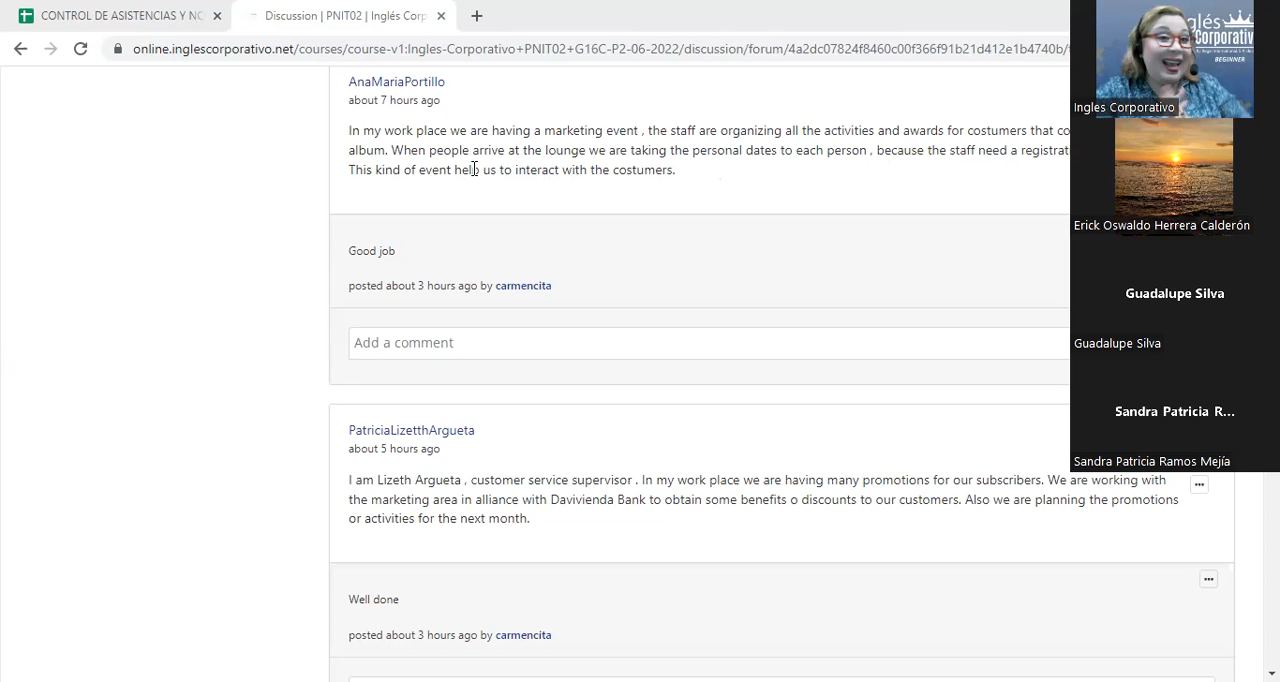 CONTROL DE ASISTENCIAS Y NO
Discussion | PNIT02 | Inglés Corp
online.inglescorporativo.net/courses/course-v1:Ingles-Corporativo+PNIT02+G16C-P2-06-2022/discussion/forum/4a2dc07824f8460c00f366f91b21d412e1b4740b/
AnaMariaPortillo
about 7 hours ago
In my work place we are having a marketing event , the staff are organizing all the activities and awards for costumers that co
album. When people arrive at the lounge we are taking the personal dates to each person , because the staff need a registrat
This kind of event help us to interact with the costumers.
Good job
posted about 3 hours ago by carmencita
Add a comment
PatriciaLizetthArgueta
about 5 hours ago
I am Lizeth Argueta , customer service supervisor . In my work place we are having many promotions for our subscribers. We are working with
the marketing area in alliance with Davivienda Bank to obtain some benefits o discounts to our customers. Also we are planning the promotions
or activities for the next month.
Well done
posted about 3 hours ago by carmencita
Inglés
Corporativo
BEGINNER
Ingles Corporativo
Erick Oswaldo Herrera Calderón
Guadalupe Silva
Guadalupe Silva
Sandra Patricia R...
Sandra Patricia Ramos Mejía